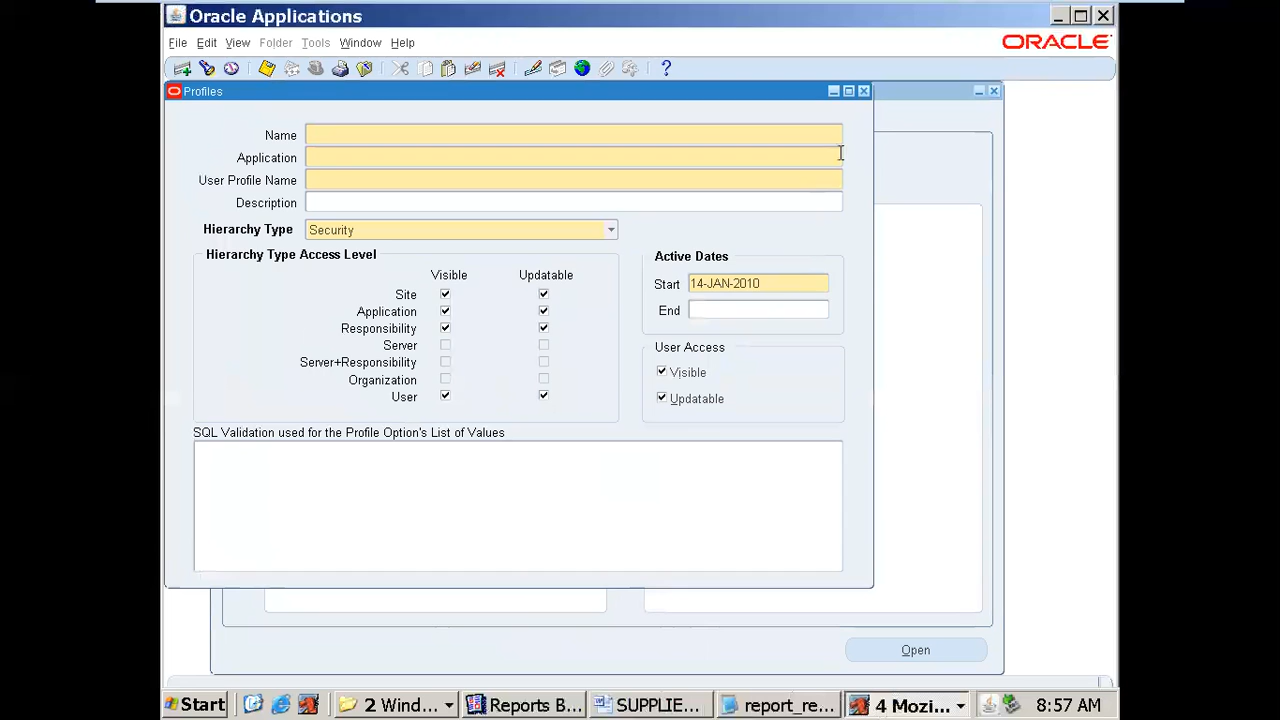 Oracle Applications
File Edit View Folder Tools Window Help
ORACLE
Profiles
Name
Application
User Profile Name
Description
Hierarchy Type Security
Hierarchy Type Access Level
Visible Updatable
Site
Application
Responsibility
Server
Server+Responsibility
Organization
User
Active Dates
Start 14-JAN-2010
End
User Access
Visible
Updatable
SQL Validation used for the Profile Option's List of Values
Open
Start 2 Wind... Reports B... SUPPLIE... report_re... 4 Mozi... 8:57 AM